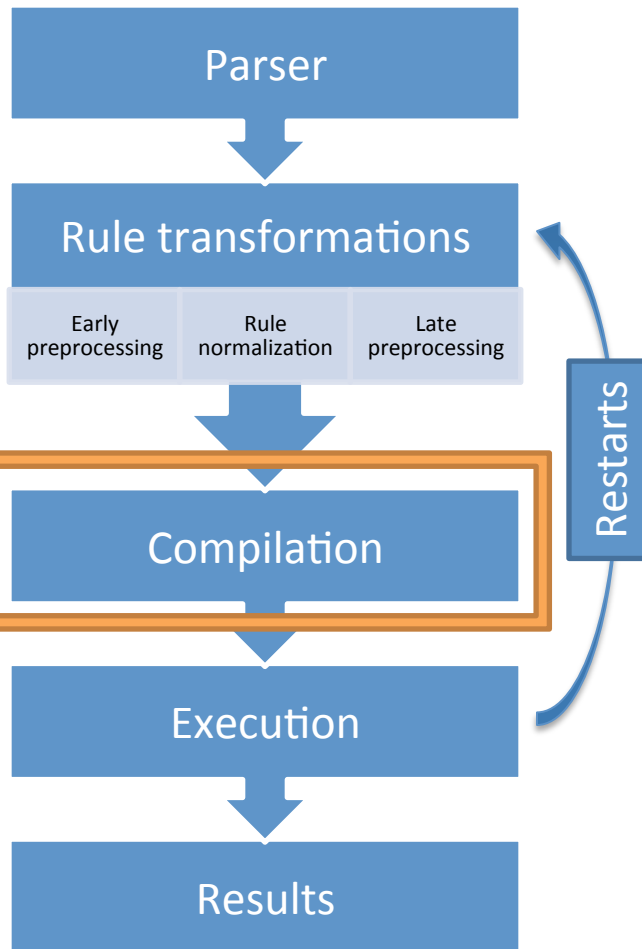 Parser
Rule transformations
Early
preprocessing
Rule
normalization
Late
preprocessing
Restarts
Compilation
Execution
Results